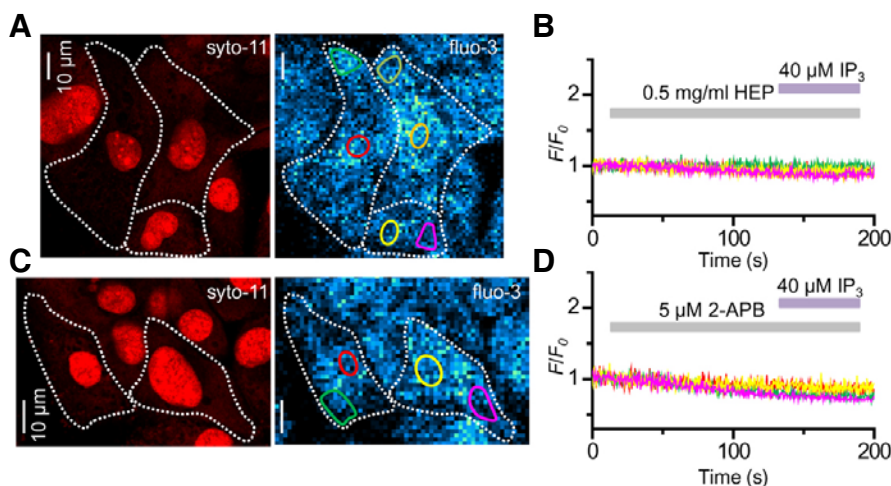 A
syto-11
10 µm
fluo-3
B
40 µM IP₃
0.5 mg/ml HEP
2
1
F/F₀
0
100
200
Time (s)
C
syto-11
10 µm
fluo-3
D
40 µM IP₃
5 µM 2-APB
2
1
F/F₀
0
100
200
Time (s)